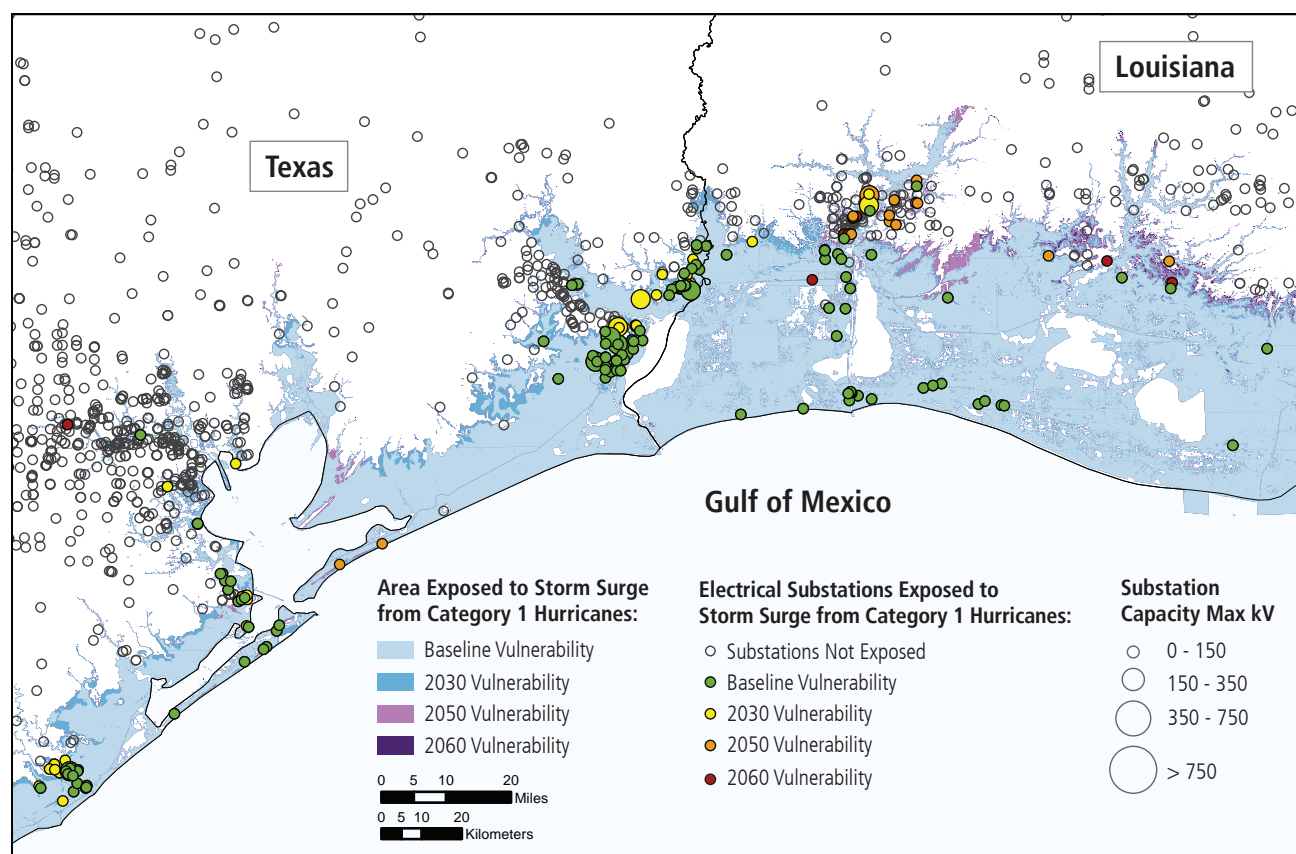 Louisiana
Texas
Gulf of Mexico
Area Exposed to Storm Surge
from Category 1 Hurricanes:
Baseline Vulnerability
2030 Vulnerability
2050 Vulnerability
2060 Vulnerability
0 5 10 20
Miles
0 5 10 20
Kilometers
Electrical Substations Exposed to
Storm Surge from Category 1 Hurricanes:
Substations Not Exposed
Baseline Vulnerability
2030 Vulnerability
2050 Vulnerability
2060 Vulnerability
Substation
Capacity Max kV
0 - 150
150 - 350
350 - 750
> 750